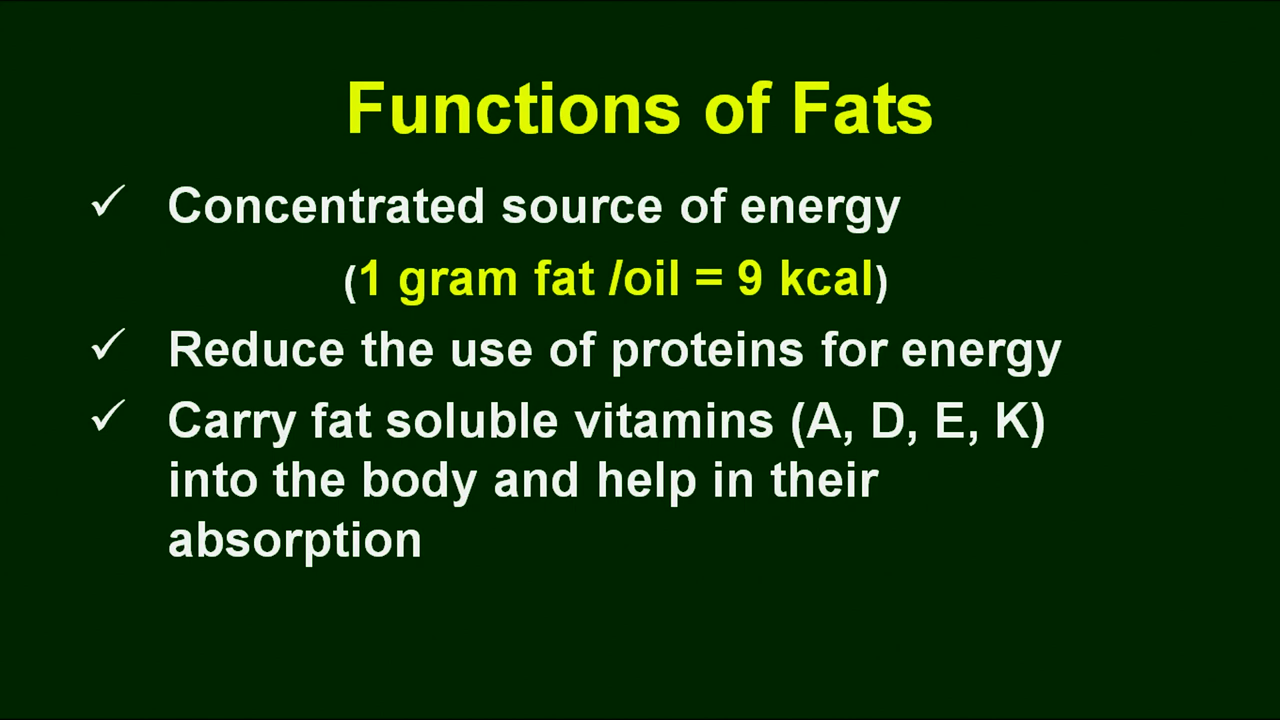 Functions of Fats
✓ Concentrated source of energy
(1 gram fat /oil = 9 kcal)
✓ Reduce the use of proteins for energy
✓ Carry fat soluble vitamins (A, D, E, K)
into the body and help in their
absorption